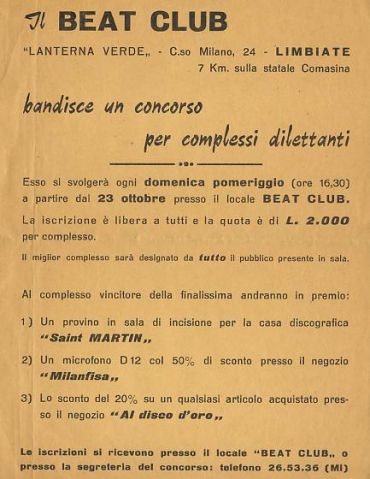 Il BEAT CLUB
"LANTERNA VERDE„ - C.so Milano, 24 - LIMBIATE
7 Km. sulla statale Comasina
bandisce un concorso
per complessi dilettanti
Esso si svolgerà ogni domenica pomeriggio (ore 16,30)
a partire dal 23 ottobre presso il locale BEAT CLUB.
La iscrizione è libera a tutti e la quota è di L. 2.000
per complesso.
Il miglior complesso sarà designato da tutto il pubblico presente in sala.
Al complesso vincitore della finalissima andranno in premio:
1) Un provino in sala di incisione per la casa discografica
"Saint MARTIN„
2) Un microfono D 12 col 50% di sconto presso il negozio
"Milanfisa„
3) Lo sconto del 20% su un qualsiasi articolo acquistato pres-
so il negozio "Al disco d'oro„
Le iscrizioni si ricevono presso il locale "BEAT CLUB„ o
presso la segreteria del concorso: telefono 26.53.36 (MI)